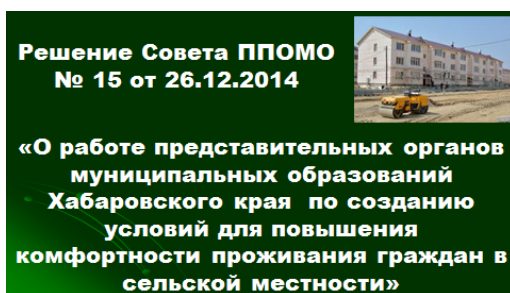 Решение Совета ППОМО
№ 15 от 26.12.2014
«О работе представительных органов
муниципальных образований
Хабаровского края по созданию
условий для повышения
комфортности проживания граждан в
сельской местности»